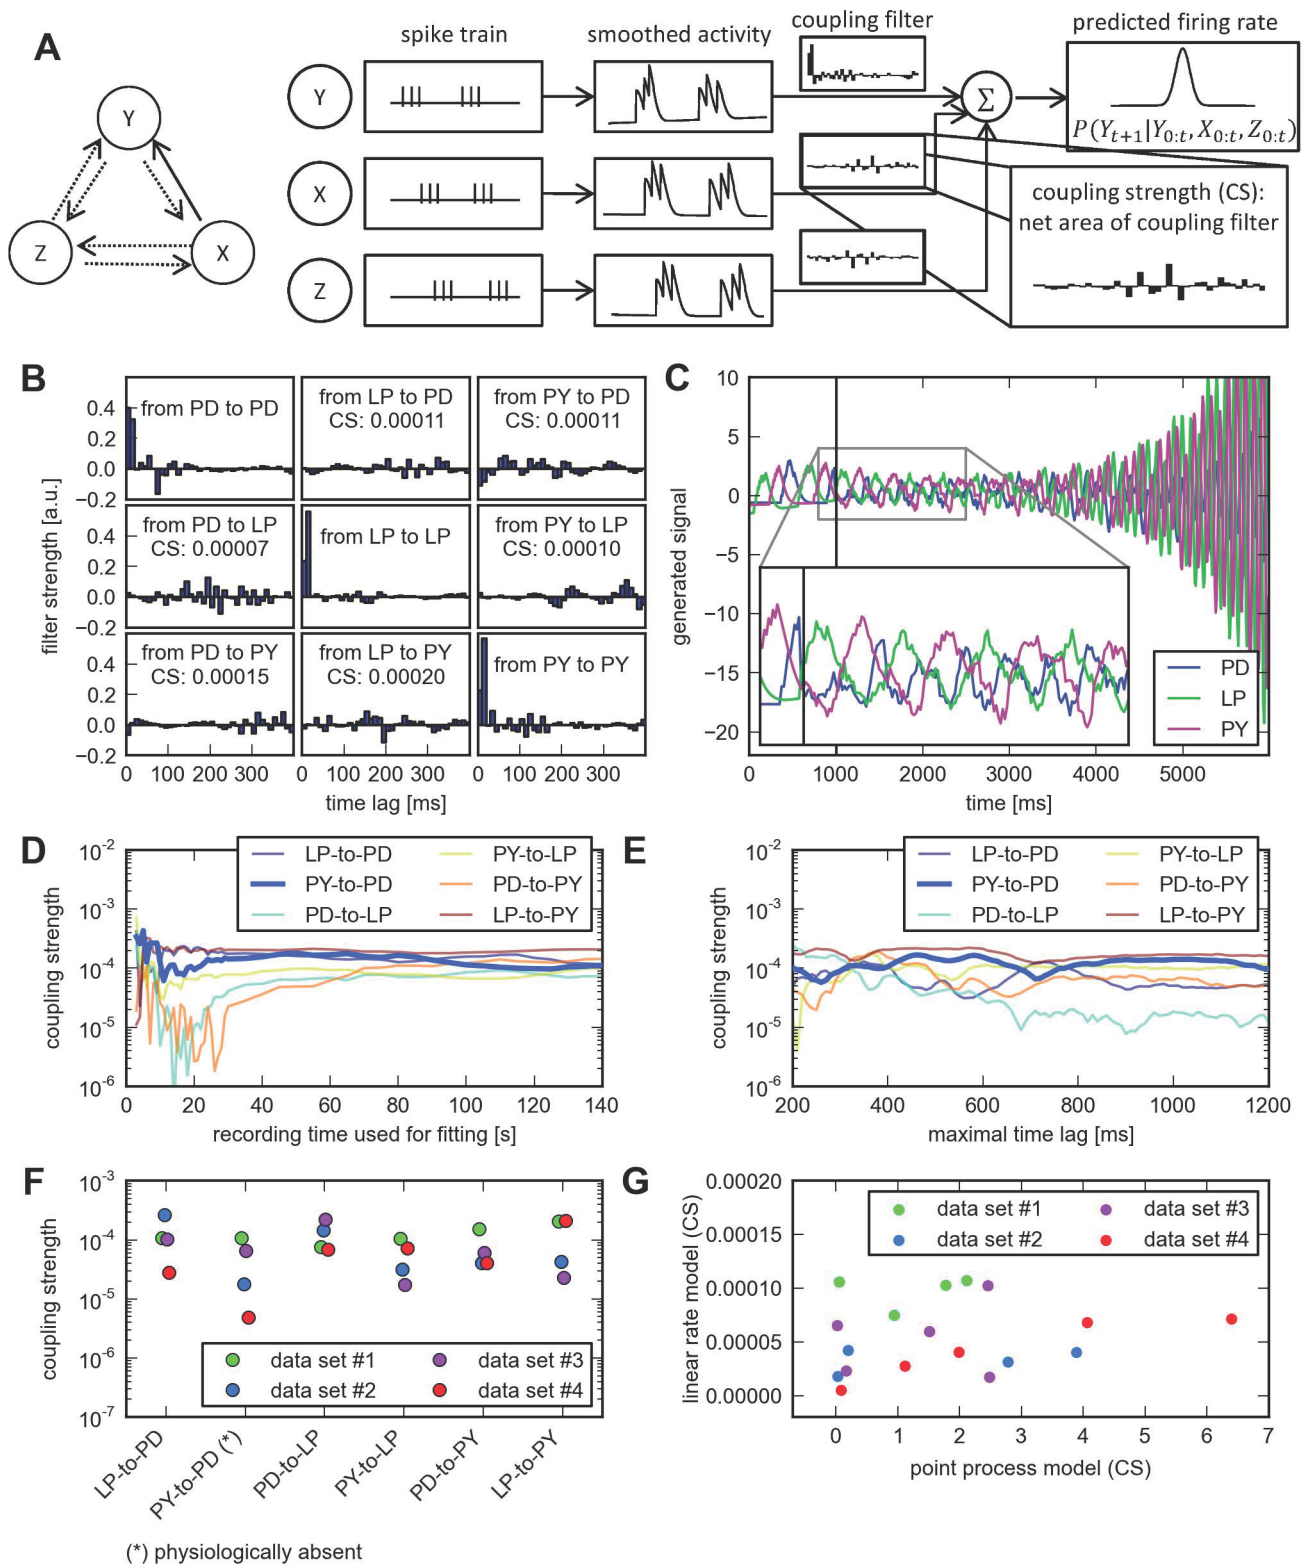 A
spike train
smoothed activity
coupling filter
predicted firing rate
Y
Z
X
Y
X
Z
Σ
P(Y_{t+1}|Y_{0:t}, X_{0:t}, Z_{0:t})
coupling strength (CS):
net area of coupling filter
B
filter strength [a.u.]
0.4
0.2
0.0
−0.2
from PD to PD
from LP to PD
CS: 0.00011
from PY to PD
CS: 0.00011
0.4
0.2
0.0
−0.2
from PD to LP
CS: 0.00007
from LP to LP
from PY to LP
CS: 0.00010
0.4
0.2
0.0
−0.2
from PD to PY
CS: 0.00015
from LP to PY
CS: 0.00020
from PY to PY
0 100 200 300
0 100 200 300
0 100 200 300
time lag [ms]
C
generated signal
10
5
0
−5
−10
−15
−20
PD
LP
PY
0 1000 2000 3000 4000 5000
time [ms]
D
coupling strength
10^-2
10^-3
10^-4
10^-5
10^-6
LP-to-PD
PY-to-PD
PD-to-LP
PY-to-LP
PD-to-PY
LP-to-PY
0 20 40 60 80 100 120 140
recording time used for fitting [s]
E
coupling strength
10^-2
10^-3
10^-4
10^-5
10^-6
LP-to-PD
PY-to-PD
PD-to-LP
PY-to-LP
PD-to-PY
LP-to-PY
200 400 600 800 1000 1200
maximal time lag [ms]
F
coupling strength
10^-3
10^-4
10^-5
10^-6
10^-7
data set #1
data set #2
data set #3
data set #4
LP-to-PD
PY-to-PD (*)
PD-to-LP
PY-to-LP
PD-to-PY
LP-to-PY
(*) physiologically absent
G
linear rate model (CS)
0.00020
0.00015
0.00010
0.00005
0.00000
data set #1
data set #2
data set #3
data set #4
0 1 2 3 4 5 6 7
point process model (CS)